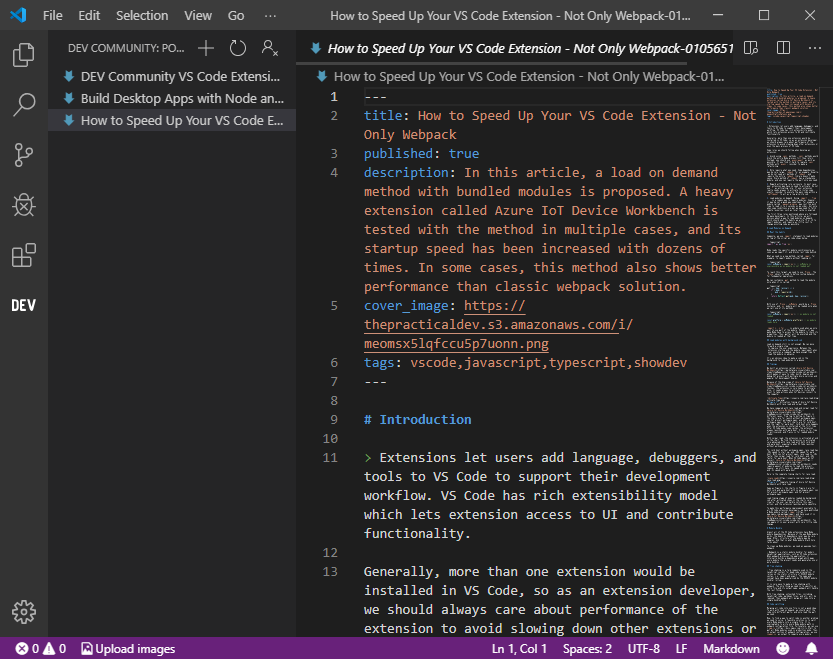 File Edit Selection View Go ··· How to Speed Up Your VS Code Extension - Not Only Webpack-01...
DEV COMMUNITY: PO...
How to Speed Up Your VS Code Extension - Not Only Webpack-0105651
DEV Community VS Code Extensi...
Build Desktop Apps with Node an...
How to Speed Up Your VS Code E...
DEV
How to Speed Up Your VS Code Extension - Not Only Webpack-01...
1 ---
2 title: How to Speed Up Your VS Code Extension - Not
Only Webpack
3 published: true
4 description: In this article, a load on demand
method with bundled modules is proposed. A heavy
extension called Azure IoT Device Workbench is
tested with the method in multiple cases, and its
startup speed has been increased with dozens of
times. In some cases, this method also shows better
performance than classic webpack solution.
5 cover_image: https://
thepracticaldev.s3.amazonaws.com/i/
meomsx5lqfccu5p7uonn.png
6 tags: vscode,javascript,typescript,showdev
7 ---
8
9 # Introduction
10
11 > Extensions let users add language, debuggers, and
tools to VS Code to support their development
workflow. VS Code has rich extensibility model
which lets extension access to UI and contribute
functionality.
12
13 Generally, more than one extension would be
installed in VS Code, so as an extension developer,
we should always care about performance of the
extension to avoid slowing down other extensions or
0 0 Upload images Ln 1, Col 1 Spaces: 2 UTF-8 LF Markdown